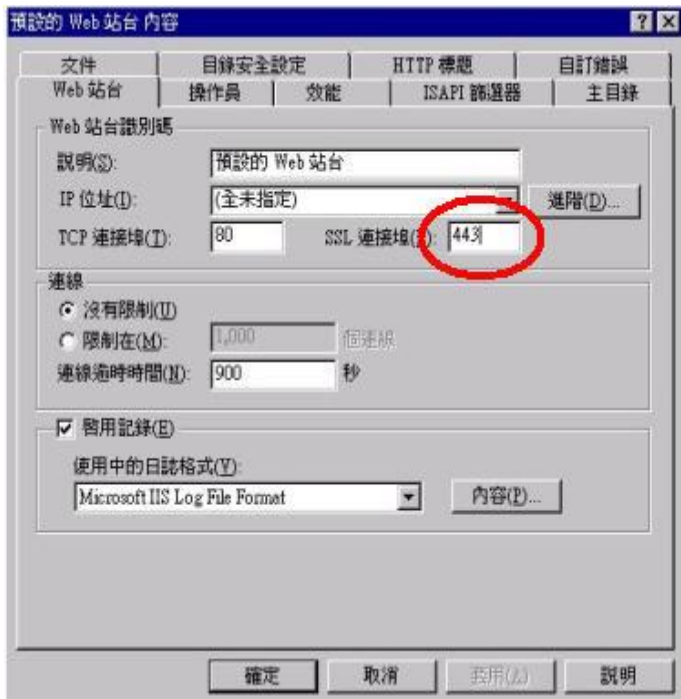 預設的 Web 站台 內容
文件 目錄安全設定 HTTP 標題 自訂錯誤
Web 站台 操作員 效能 ISAPI 篩選器 主目錄
Web 站台識別碼
說明(S): 預設的 Web 站台
IP 位址(I): (全未指定) 進階(D)...
TCP 連接埠(T): 80 SSL 連接埠( ): 443
連線
沒有限制(U)
限制在(M): 1,000 個連線
連線逾時時間(N): 900 秒
啓用記錄(E)
使用中的日誌格式(V):
Microsoft IIS Log File Format 內容(P)...
確定 取消 套用(A) 說明